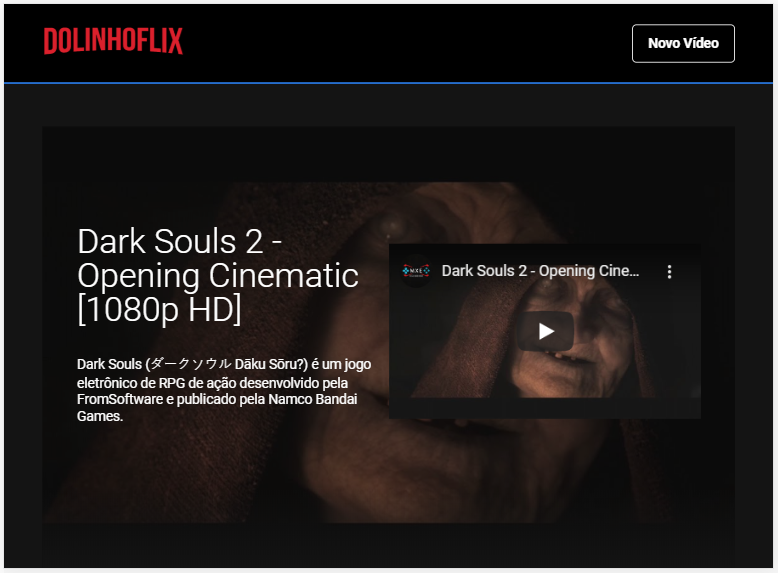 DOLINHOFLIX
Novo Vídeo
Dark Souls 2 -
Opening Cinematic
[1080p HD]
Dark Souls (ダークソウル Dāku Sōru?) é um jogo
eletrônico de RPG de ação desenvolvido pela
FromSoftware e publicado pela Namco Bandai
Games.
MXE
Dark Souls 2 - Opening Cine...